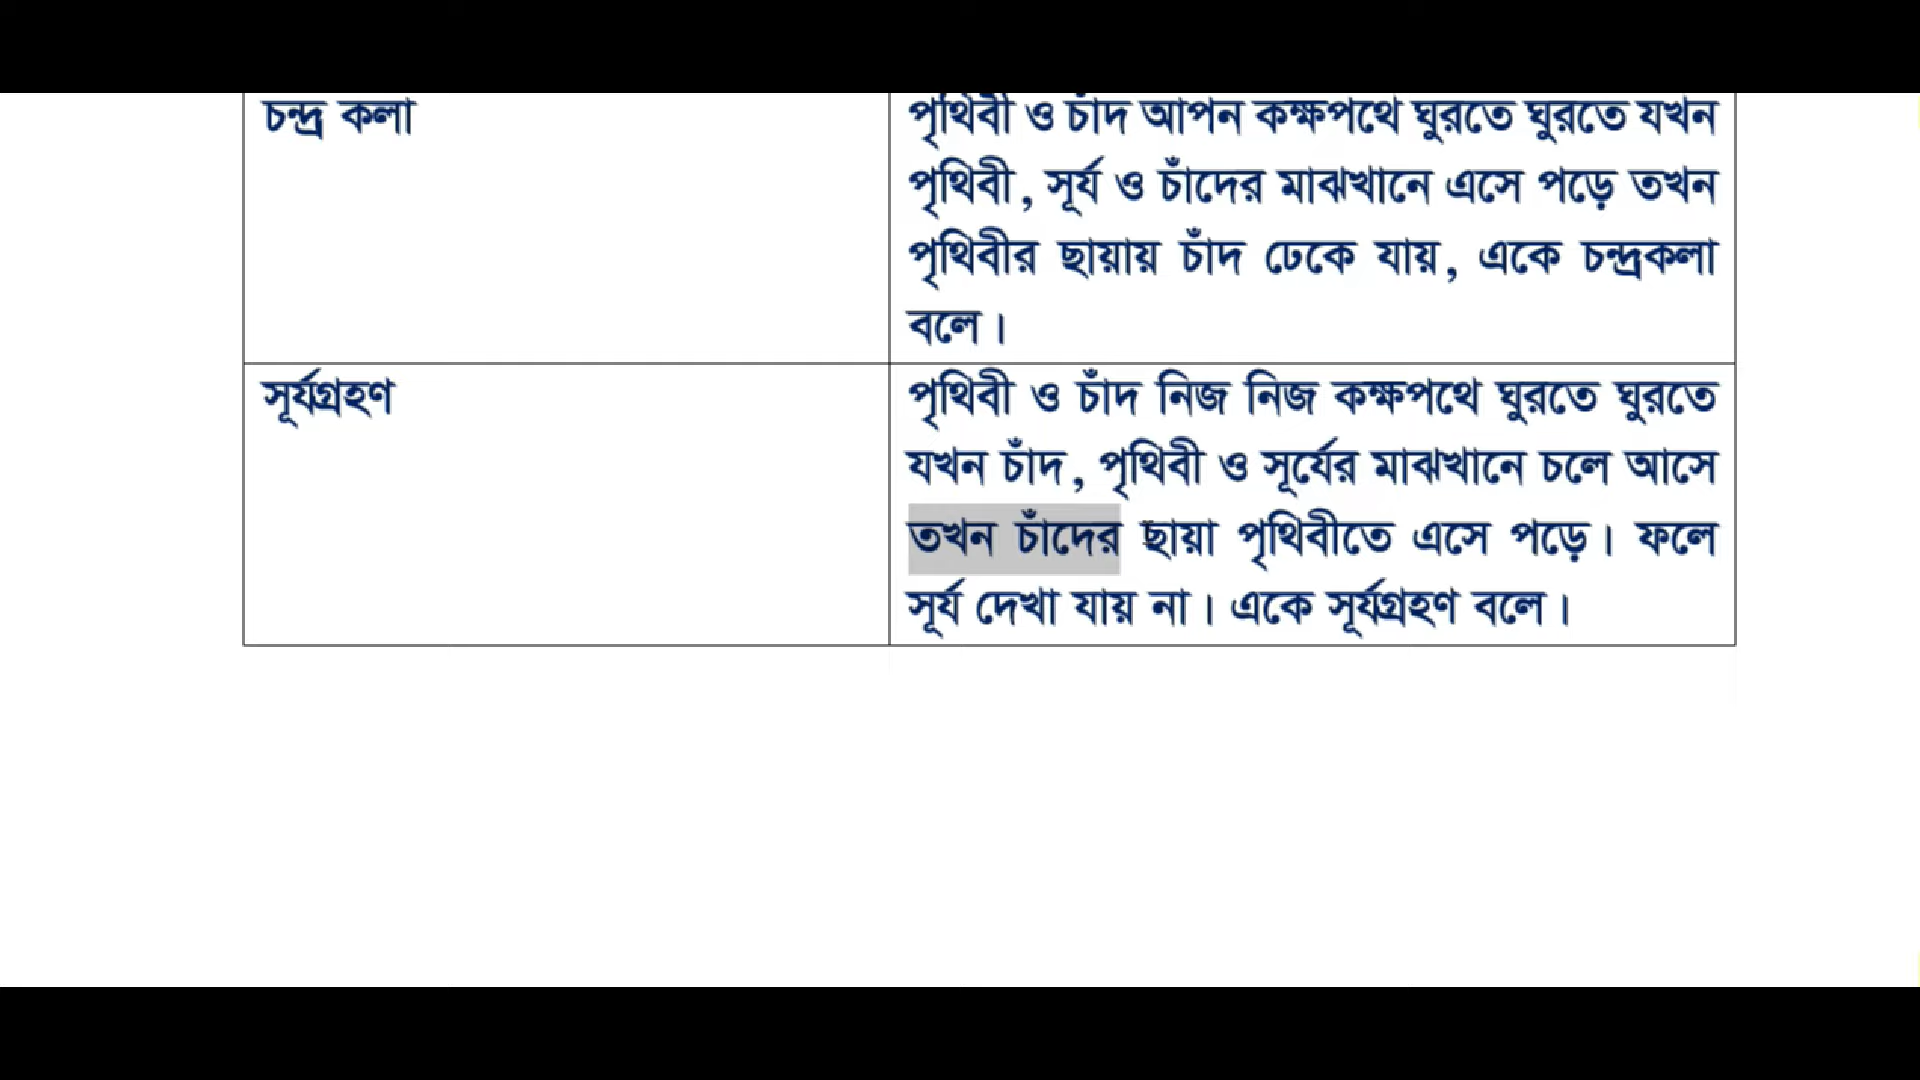 চন্দ্র কলা
পৃথিবী ও চাঁদ আপন কক্ষপথে ঘুরতে ঘুরতে যখন
পৃথিবী, সূর্য ও চাঁদের মাঝখানে এসে পড়ে তখন
পৃথিবীর ছায়ায় চাঁদ ঢেকে যায়, একে চন্দ্রকলা
বলে।
সূর্যগ্রহণ
পৃথিবী ও চাঁদ নিজ নিজ কক্ষপথে ঘুরতে ঘুরতে
যখন চাঁদ, পৃথিবী ও সূর্যের মাঝখানে চলে আসে
তখন চাঁদের ছায়া পৃথিবীতে এসে পড়ে। ফলে
সূর্য দেখা যায় না। একে সূর্যগ্রহণ বলে।